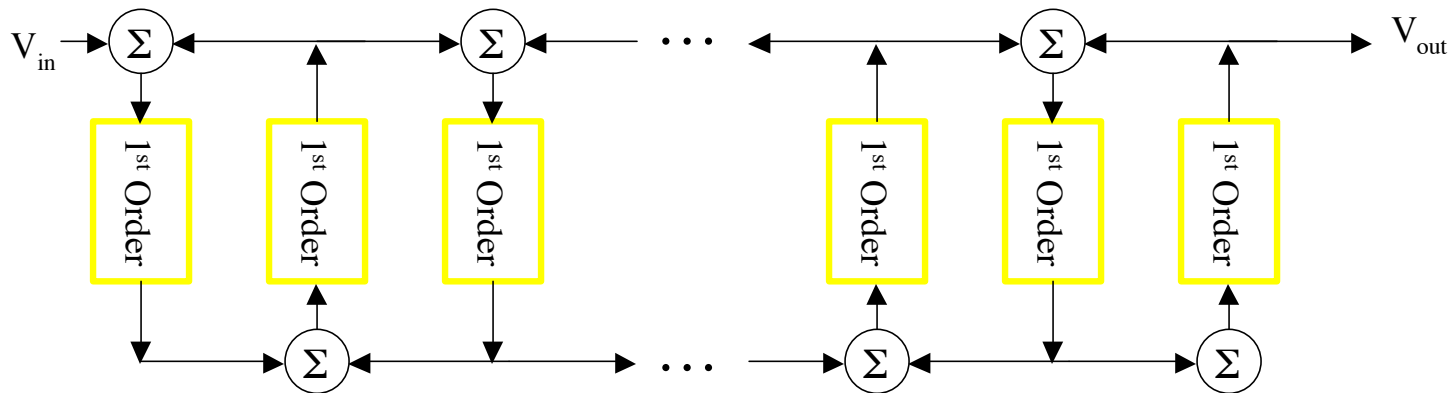 V_in Σ Σ ... Σ V_out
1st Order 1st Order 1st Order 1st Order 1st Order 1st Order
Σ ... Σ Σ